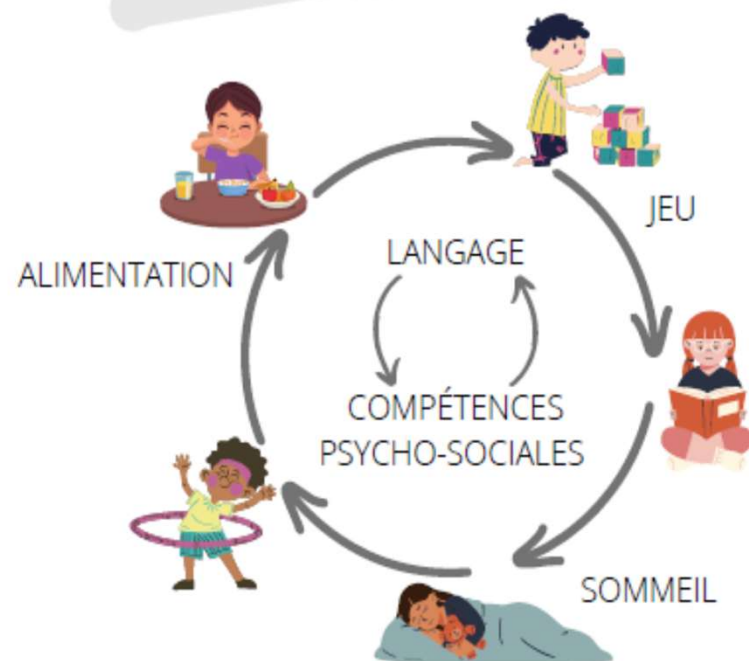 JEU
LANGAGE
ALIMENTATION
COMPÉTENCES
PSYCHO-SOCIALES
SOMMEIL